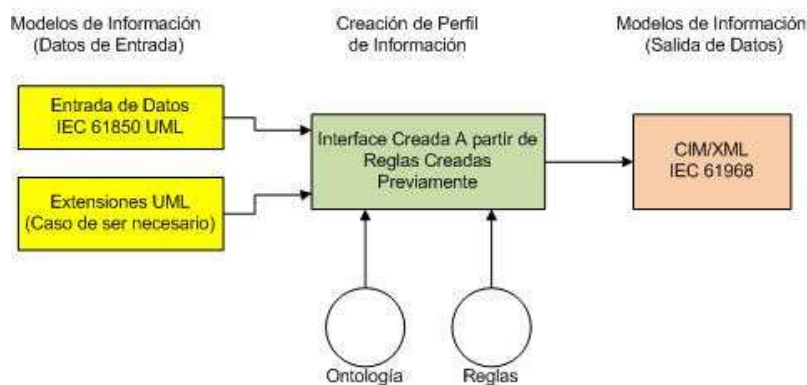 Modelos de Información
(Datos de Entrada)
Creación de Perfil
de Información
Modelos de Información
(Salida de Datos)
Entrada de Datos
IEC 61850 UML
Extensiones UML
(Caso de ser necesario)
Interface Creada A partir de
Reglas Creadas
Previamente
CIM/XML
IEC 61968
Ontología
Reglas